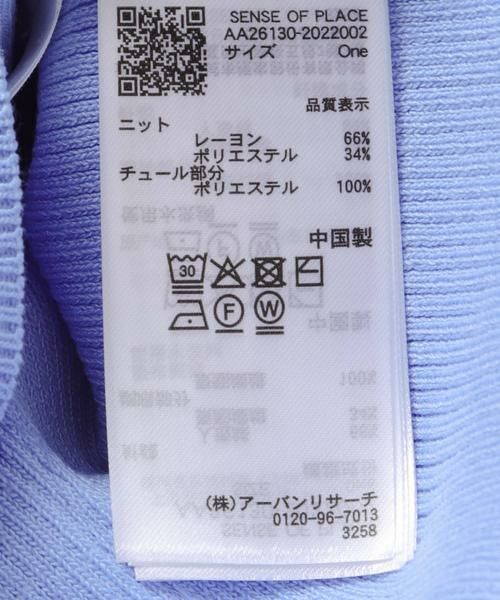 SENSE OF PLACE
AA26130-2022002
サイズ One
品質表示
ニット
レーヨン 66%
ポリエステル 34%
チュール部分
ポリエステル 100%
中国製
30
F W
(株)アーバンリサーチ
0120-96-7013
3258